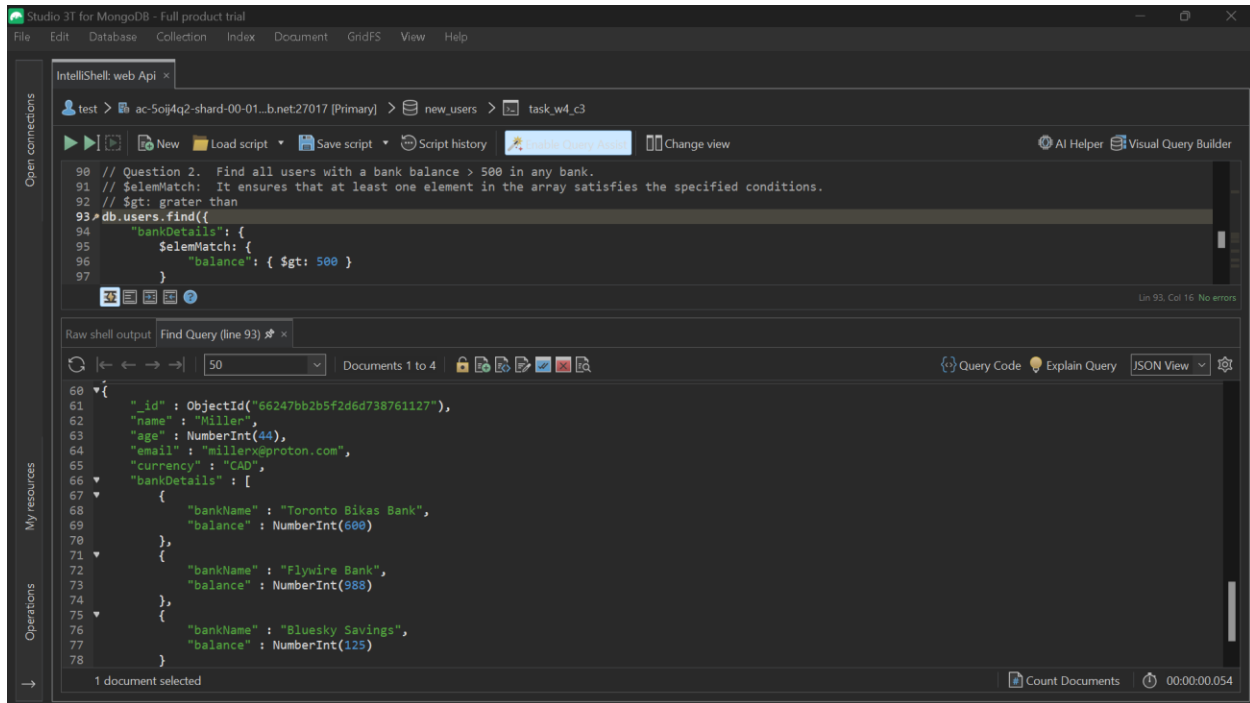 Studio 3T for MongoDB - Full product trial
File Edit Database Collection Index Document GridFS View Help
Open connections
My resources
Operations
IntelliShell: web Api ×
test > ac-5oij4q2-shard-00-01...b.net:27017 [Primary] > new_users > task_w4_c3
New Load script Save script Script history Enable Query Assist Change view AI Helper Visual Query Builder
90 // Question 2.  Find all users with a bank balance > 500 in any bank.
91 // $elemMatch:  It ensures that at least one element in the array satisfies the specified conditions.
92 // $gt: grater than
93 db.users.find({
94 "bankDetails": {
95 $elemMatch: {
96 "balance": { $gt: 500 }
97 }
Lin 93, Col 16 No errors
Raw shell output Find Query (line 93) ×
50 Documents 1 to 4 Query Code Explain Query JSON View
60 {
61 "_id" : ObjectId("66247bb2b5f2d6d738761127"),
62 "name" : "Miller",
63 "age" : NumberInt(44),
64 "email" : "millerx@proton.com",
65 "currency" : "CAD",
66 "bankDetails" : [
67 {
68 "bankName" : "Toronto Bikas Bank",
69 "balance" : NumberInt(600)
70 },
71 {
72 "bankName" : "Flywire Bank",
73 "balance" : NumberInt(988)
74 },
75 {
76 "bankName" : "Bluesky Savings",
77 "balance" : NumberInt(125)
78 }
1 document selected Count Documents 00:00:00.054